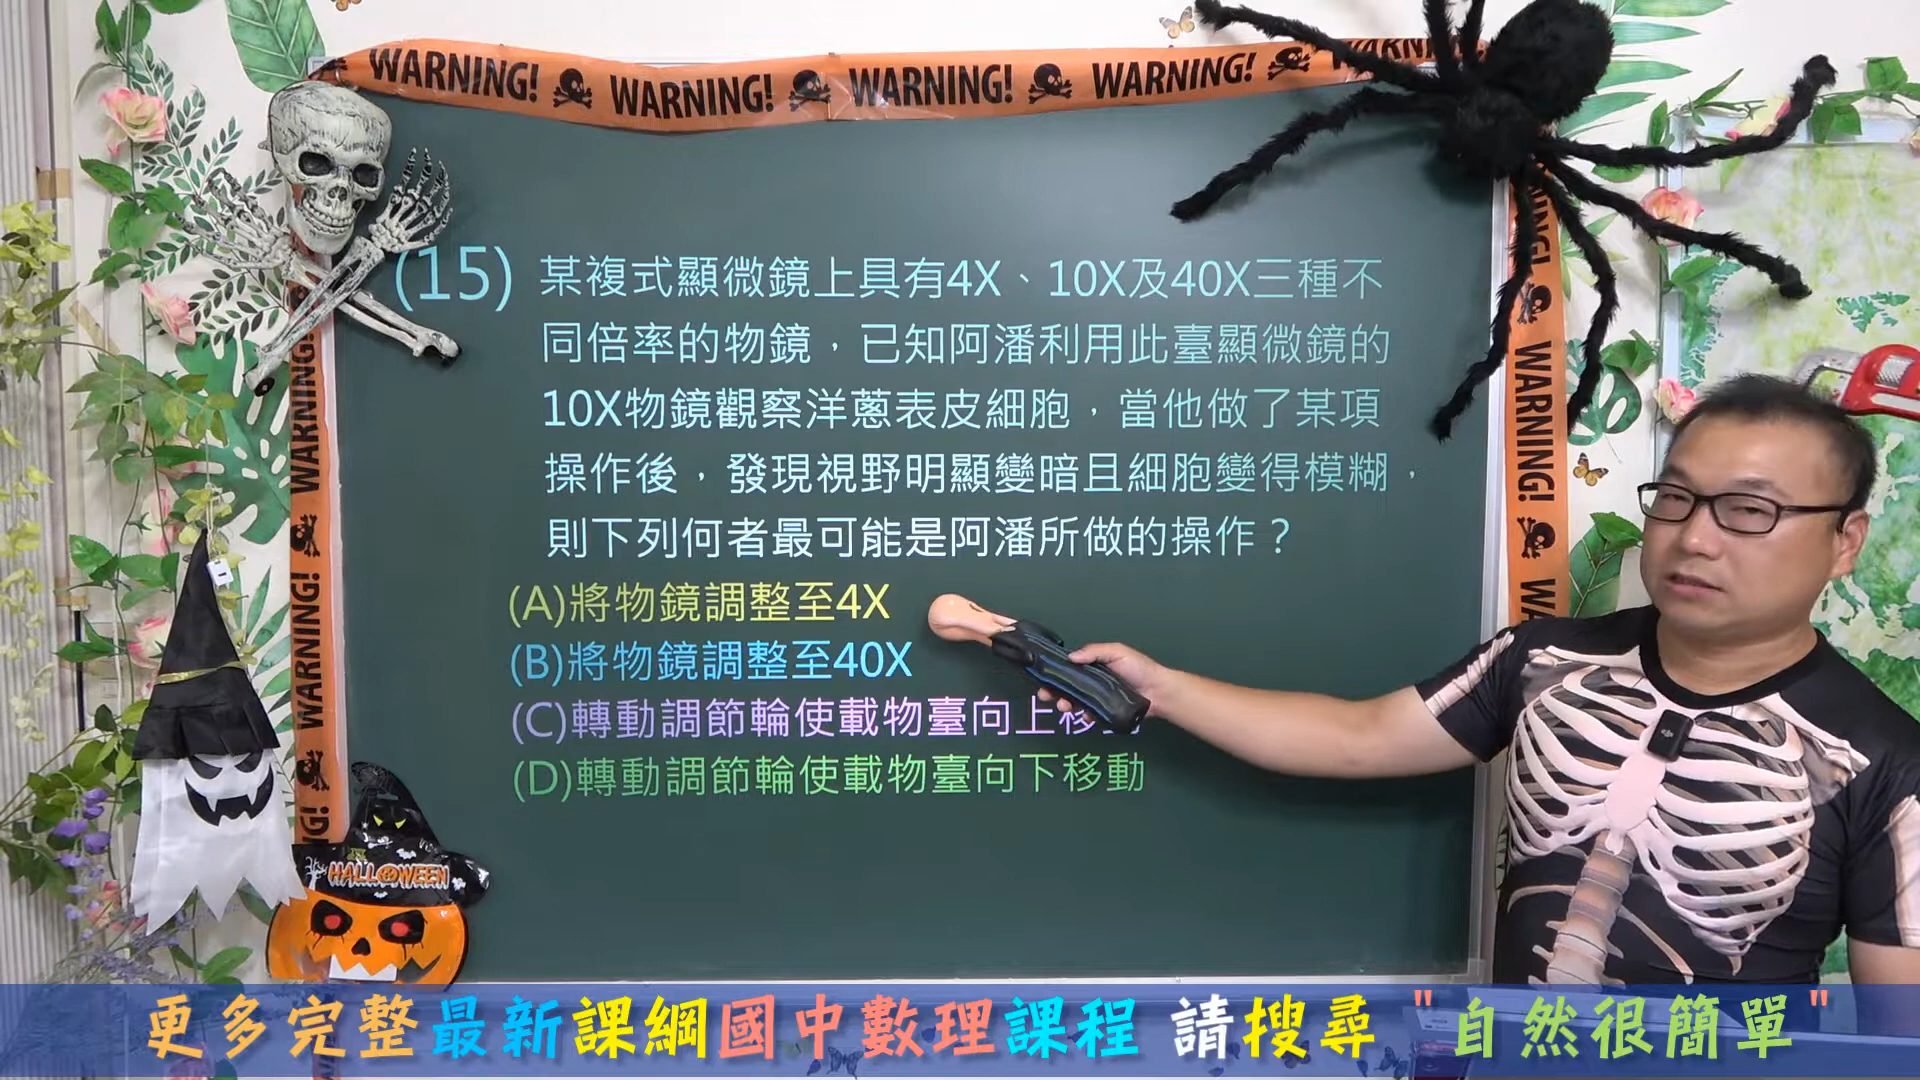 WARNING! WARNING! WARNING! WARNING! WARNING!
(15) 某複式顯微鏡上具有4X、10X及40X三種不
同倍率的物鏡，已知阿潘利用此臺顯微鏡的
10X物鏡觀察洋蔥表皮細胞，當他做了某項
操作後，發現視野明顯變暗且細胞變得模糊，
則下列何者最可能是阿潘所做的操作？
(A)將物鏡調整至4X
(B)將物鏡調整至40X
(C)轉動調節輪使載物臺向上移動
(D)轉動調節輪使載物臺向下移動
WARNING!
WARNING!
WARNING!
WARNING!
HALLOWEEN
更多完整最新課綱國中數理課程 請搜尋 "自然很簡單"